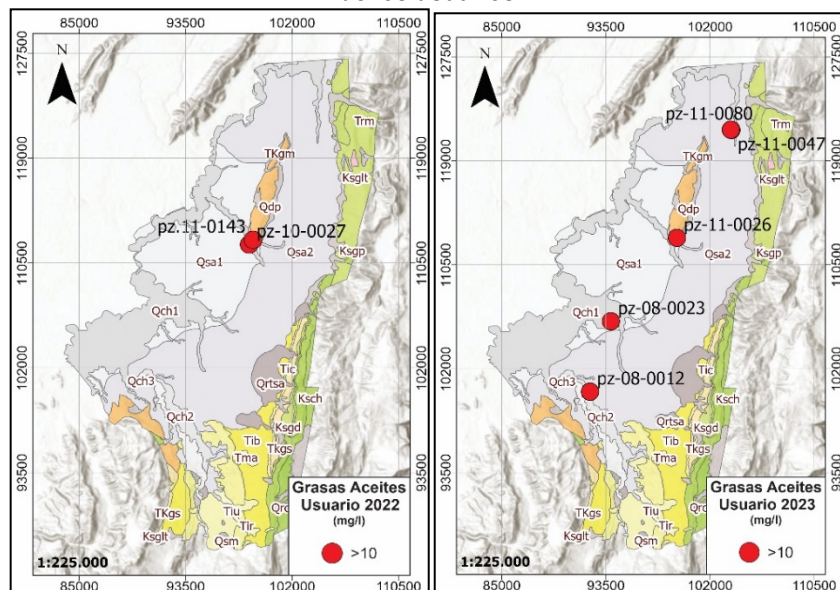 85000 93500 102000 110500
127500
119000
110500
102000
93500
N
Trm
TKgm
Ksglt
Qdp
pz.11-0143
pz-10-0027
Qsa1
Qsa2
Ksgp
Qch1
Tic
Qch3
Qrtsa
Ksch
Qch2
Ksgd
Tib
Tkgs
Tma
TKgs
Tiu
Tir
Qrd
Ksglt
Qsm
Grasas Aceites
Usuario 2022
(mg/l)
>10
1:225.000
85000 93500 102000 110500
85000 93500 102000 110500
127500
119000
110500
102000
93500
N
pz-11-0080
pz-11-0047
Trm
TKgm
Ksglt
Qdp
pz-11-0026
Qsa1
Qsa2
Ksgp
Qch1
pz-08-0023
Tic
Qch3
pz-08-0012
Ksch
Qch2
Qrtsa
Ksgd
Tib
Tkgs
Tma
TKgs
Tiu
Tir
Ksglt
Qsm
Grasas Aceites
Usuario 2023
(mg/l)
>10
1:225.000
85000 93500 102000 110500